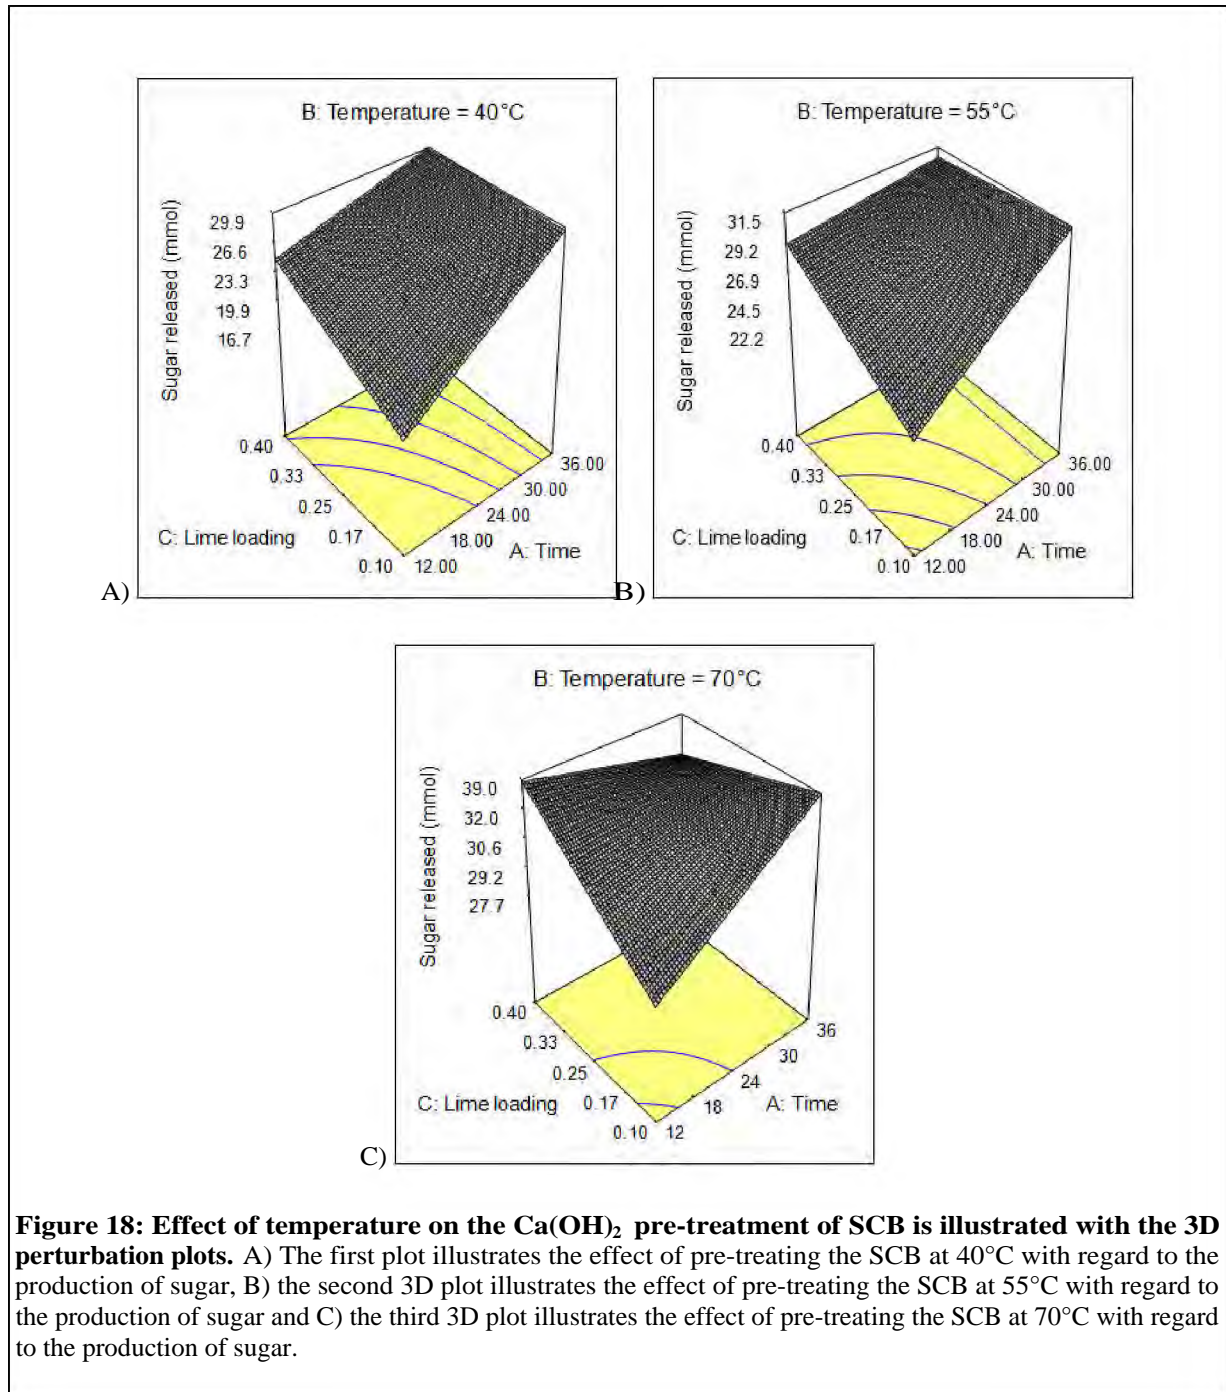 B: Temperature = 40°C
Sugar released (mmol)
29.9
26.6
23.3
19.9
16.7
0.40
0.33
0.25
0.17
0.10
C: Lime loading
36.00
30.00
24.00
18.00
12.00
A: Time
A)
B: Temperature = 55°C
Sugar released (mmol)
31.5
29.2
26.9
24.5
22.2
0.40
0.33
0.25
0.17
0.10
C: Lime loading
36.00
30.00
24.00
18.00
12.00
A: Time
B)
B: Temperature = 70°C
Sugar released (mmol)
39.0
32.0
30.6
29.2
27.7
0.40
0.33
0.25
0.17
0.10
C: Lime loading
36
30
24
18
12
A: Time
C)
Figure 18: Effect of temperature on the Ca(OH)₂ pre-treatment of SCB is illustrated with the 3D
perturbation plots. A) The first plot illustrates the effect of pre-treating the SCB at 40°C with regard to the
production of sugar, B) the second 3D plot illustrates the effect of pre-treating the SCB at 55°C with regard to
the production of sugar and C) the third 3D plot illustrates the effect of pre-treating the SCB at 70°C with regard
to the production of sugar.